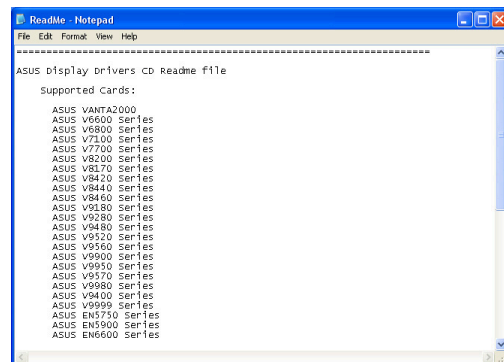 ReadMe - Notepad
File Edit Format View Help
======================================================================
ASUS Display Drivers CD Readme file
Supported Cards:
ASUS VANTA2000
ASUS V6600 Series
ASUS V6800 Series
ASUS V7100 Series
ASUS V7700 Series
ASUS V8200 Series
ASUS V8170 Series
ASUS V8420 Series
ASUS V8440 Series
ASUS V8460 Series
ASUS V9180 Series
ASUS V9280 Series
ASUS V9480 Series
ASUS V9520 Series
ASUS V9560 Series
ASUS V9900 Series
ASUS V9950 Series
ASUS V9570 Series
ASUS V9980 Series
ASUS V9400 Series
ASUS V9999 Series
ASUS EN5750 Series
ASUS EN5900 Series
ASUS EN6600 Series